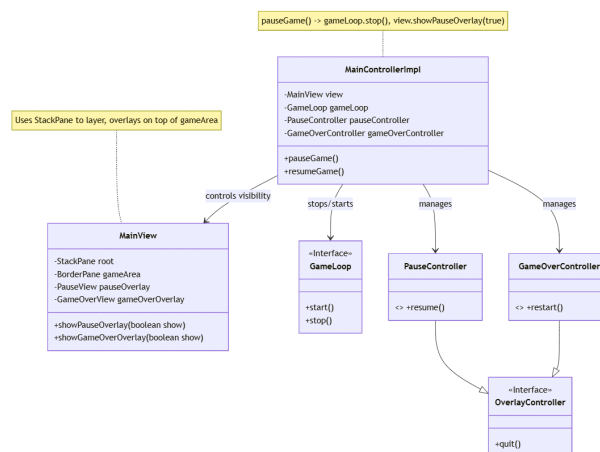 pauseGame() -> gameLoop.stop(), view.showPauseOverlay(true)
MainControllerImpl
-MainView view
-GameLoop gameLoop
-PauseController pauseController
-GameOverController gameOverController
+pauseGame()
+resumeGame()
Uses StackPane to layer, overlays on top of gameArea
controls visibility
stops/starts
manages
manages
MainView
-StackPane root
-BorderPane gameArea
-PauseView pauseOverlay
-GameOverView gameOverOverlay
+showPauseOverlay(boolean show)
+showGameOverOverlay(boolean show)
«Interface»
GameLoop
+start()
+stop()
PauseController
<> +resume()
GameOverController
<> +restart()
«Interface»
OverlayController
+quit()